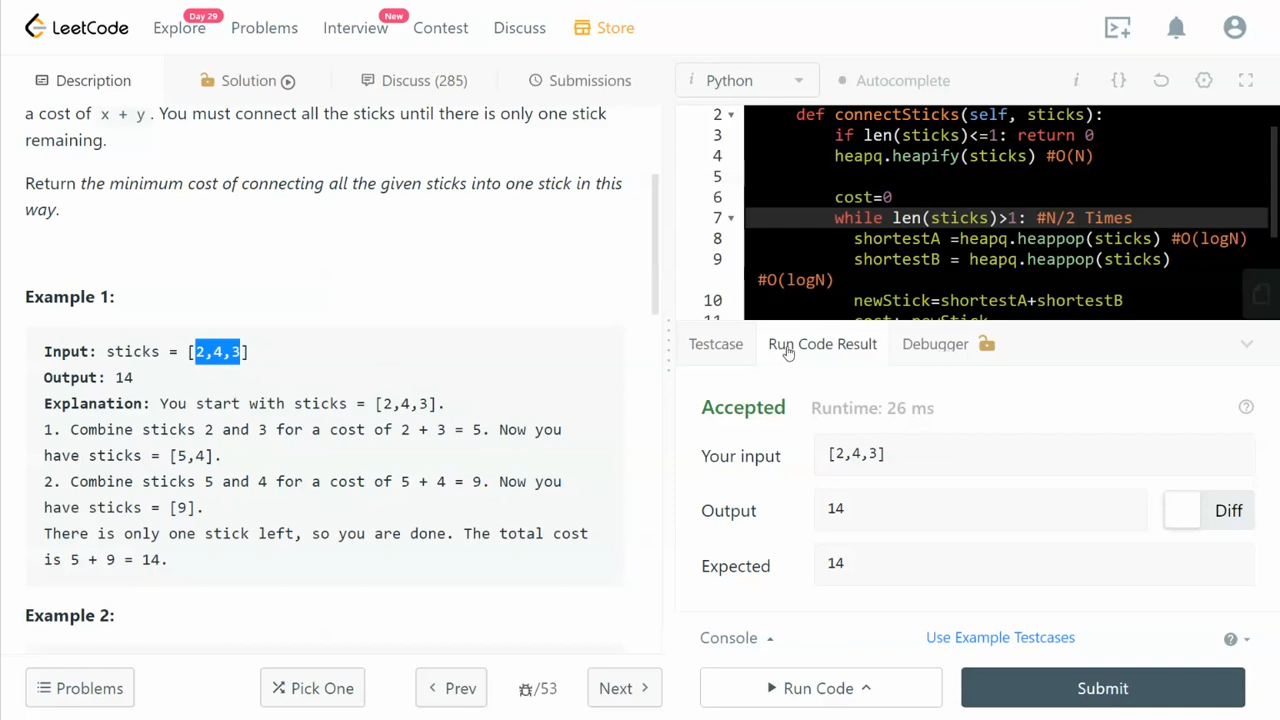 LeetCode
Explore
Day 29
Problems
Interview
New
Contest
Discuss
Store
Description
Solution
Discuss (285)
Submissions
i
Python
Autocomplete
i
{}
a cost of x + y . You must connect all the sticks until there is only one stick
remaining.
Return the minimum cost of connecting all the given sticks into one stick in this
way.
Example 1:
Input: sticks = [2,4,3]
Output: 14
Explanation: You start with sticks = [2,4,3].
1. Combine sticks 2 and 3 for a cost of 2 + 3 = 5. Now you
have sticks = [5,4].
2. Combine sticks 5 and 4 for a cost of 5 + 4 = 9. Now you
have sticks = [9].
There is only one stick left, so you are done. The total cost
is 5 + 9 = 14.
Example 2:
2 def connectSticks(self, sticks):
3 if len(sticks)<=1: return 0
4 heapq.heapify(sticks) #O(N)
5
6 cost=0
7 while len(sticks)>1: #N/2 Times
8 shortestA =heapq.heappop(sticks) #O(logN)
9 shortestB = heapq.heappop(sticks)
#O(logN)
10 newStick=shortestA+shortestB
Testcase
Run Code Result
Debugger
Accepted
Runtime: 26 ms
?
Your input
[2,4,3]
Output
14
Diff
Expected
14
Console
Use Example Testcases
?
Problems
Pick One
Prev
/53
Next
Run Code
Submit